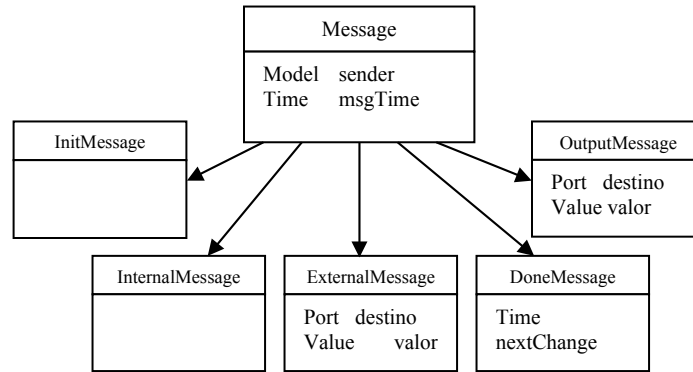 Message
Model sender
Time msgTime
InitMessage
OutputMessage
Port destino
Value valor
InternalMessage
ExternalMessage
Port destino
Value valor
DoneMessage
Time
nextChange